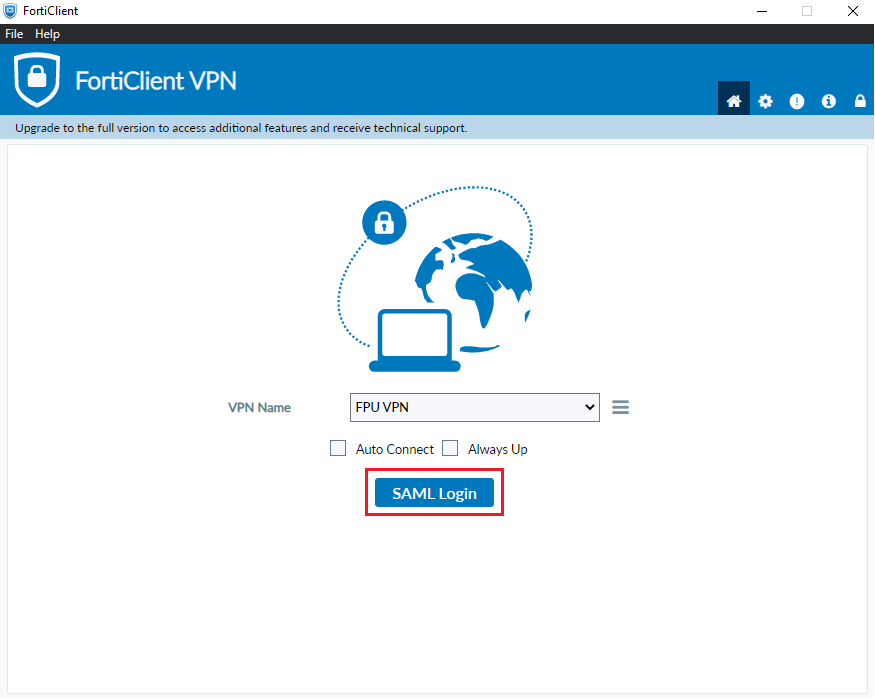 FortiClient
File Help
FortiClient VPN
Upgrade to the full version to access additional features and receive technical support.
VPN Name FPU VPN
Auto Connect Always Up
SAML Login